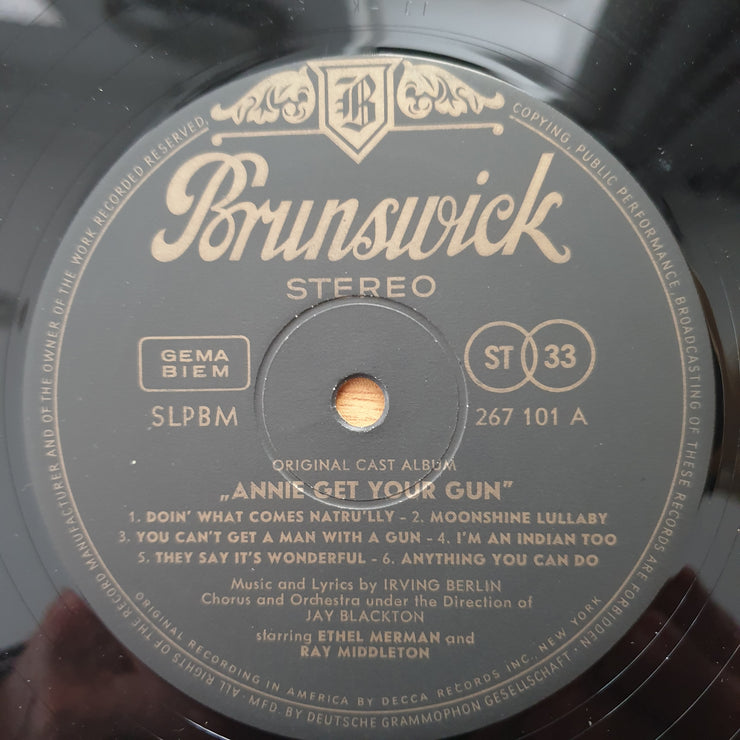 B
Brunswick
STEREO
GEMA
BIEM
ST 33
SLPBM
267 101 A
ORIGINAL CAST ALBUM
„ANNIE GET YOUR GUN"
1. DOIN' WHAT COMES NATRU'LLY – 2. MOONSHINE LULLABY
3. YOU CAN'T GET A MAN WITH A GUN – 4. I'M AN INDIAN TOO
5. THEY SAY IT'S WONDERFUL – 6. ANYTHING YOU CAN DO
Music and Lyrics by IRVING BERLIN
Chorus and Orchestra under the Direction of
JAY BLACKTON
starring ETHEL MERMAN and
RAY MIDDLETON
ORIGINAL RECORDING IN AMERICA BY DECCA RECORDS INC. NEW YORK
ALL RIGHTS OF THE RECORD MANUFACTURER AND OF THE OWNER OF THE WORK RECORDED RESERVED. COPYING, PUBLIC PERFORMANCE, BROADCASTING OF THESE RECORDS ARE FORBIDDEN
· MFD. BY DEUTSCHE GRAMMOPHON GESELLSCHAFT ·